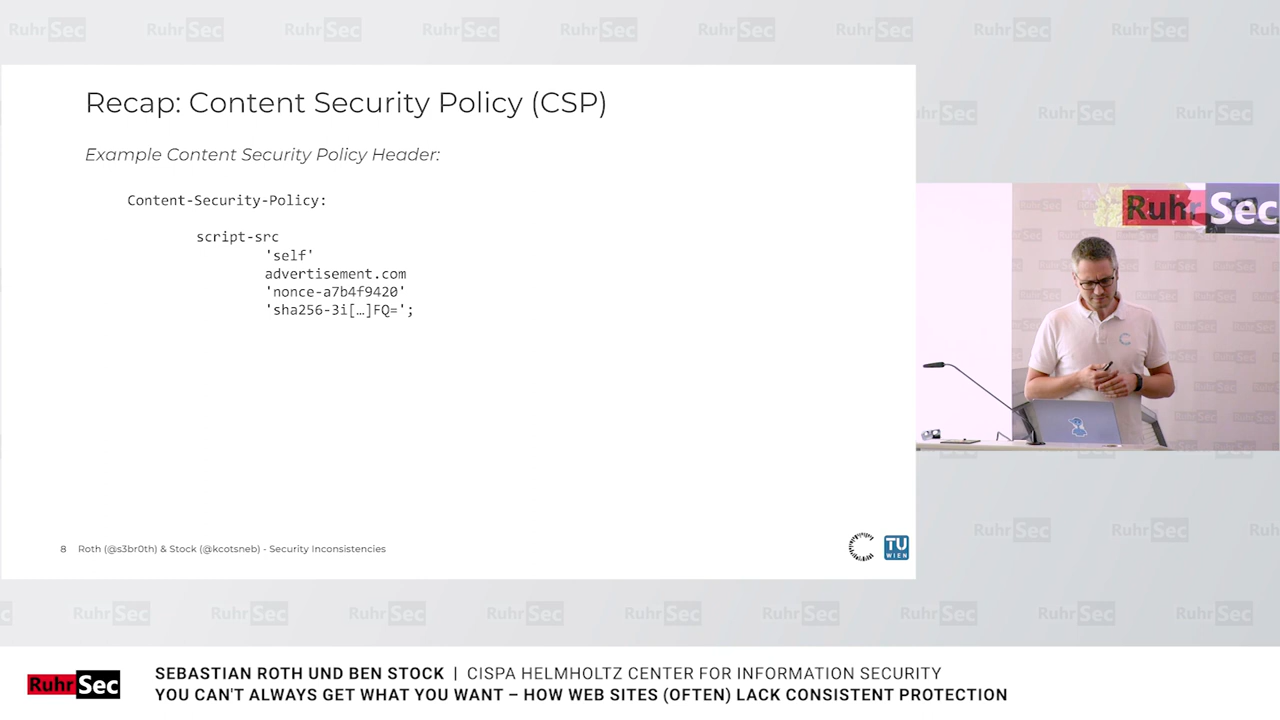 Recap: Content Security Policy (CSP)
Example Content Security Policy Header:
Content-Security-Policy:
script-src
'self'
advertisement.com
'nonce-a7b4f9420'
'sha256-3i[…]FQ=';
8 Roth (@s3br0th) & Stock (@kcotsneb) - Security Inconsistencies
TU
WIEN
RuhrSec
RuhrSec
SEBASTIAN ROTH UND BEN STOCK | CISPA HELMHOLTZ CENTER FOR INFORMATION SECURITY
YOU CAN'T ALWAYS GET WHAT YOU WANT – HOW WEB SITES (OFTEN) LACK CONSISTENT PROTECTION